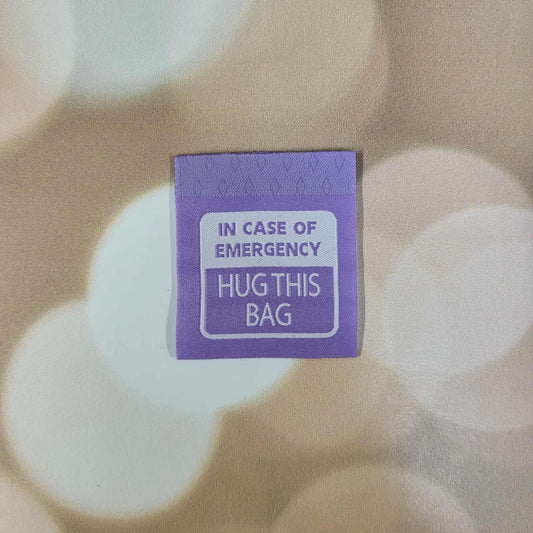 IN CASE OF
EMERGENCY
HUG THIS
BAG